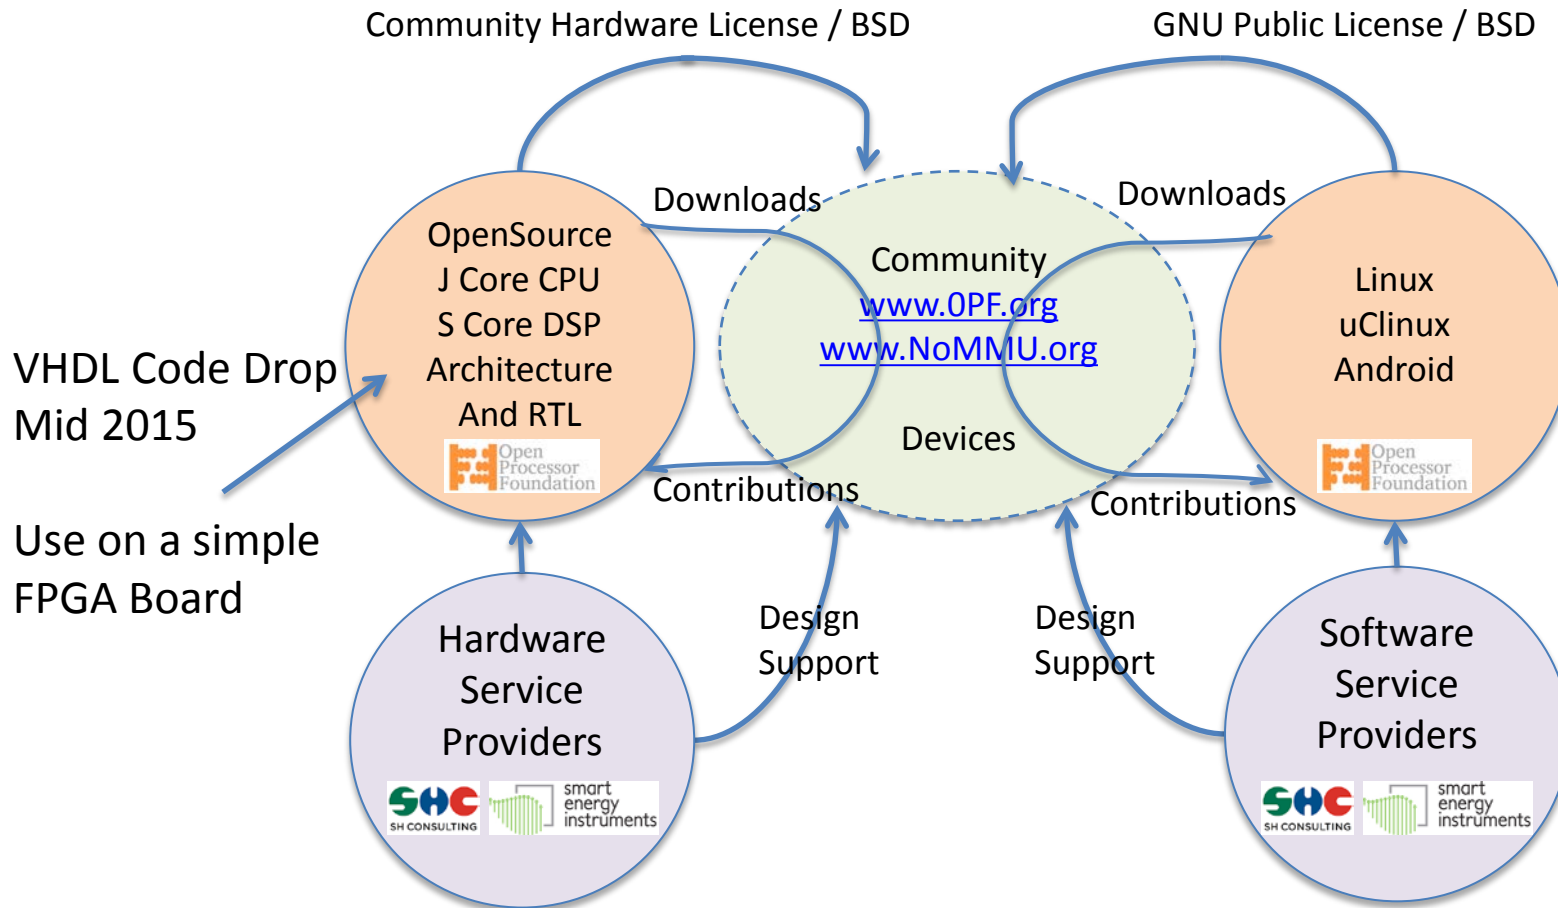 Community Hardware License / BSD
GNU Public License / BSD
Downloads
Downloads
OpenSource
J Core CPU
S Core DSP
Architecture
And RTL
Open
Processor
Foundation
Community
www.0PF.org
www.NoMMU.org
Devices
Linux
uClinux
Android
Open
Processor
Foundation
VHDL Code Drop
Mid 2015
Use on a simple
FPGA Board
Contributions
Contributions
Hardware
Service
Providers
SHC
SH CONSULTING
smart
energy
instruments
Design
Support
Design
Support
Software
Service
Providers
SHC
SH CONSULTING
smart
energy
instruments